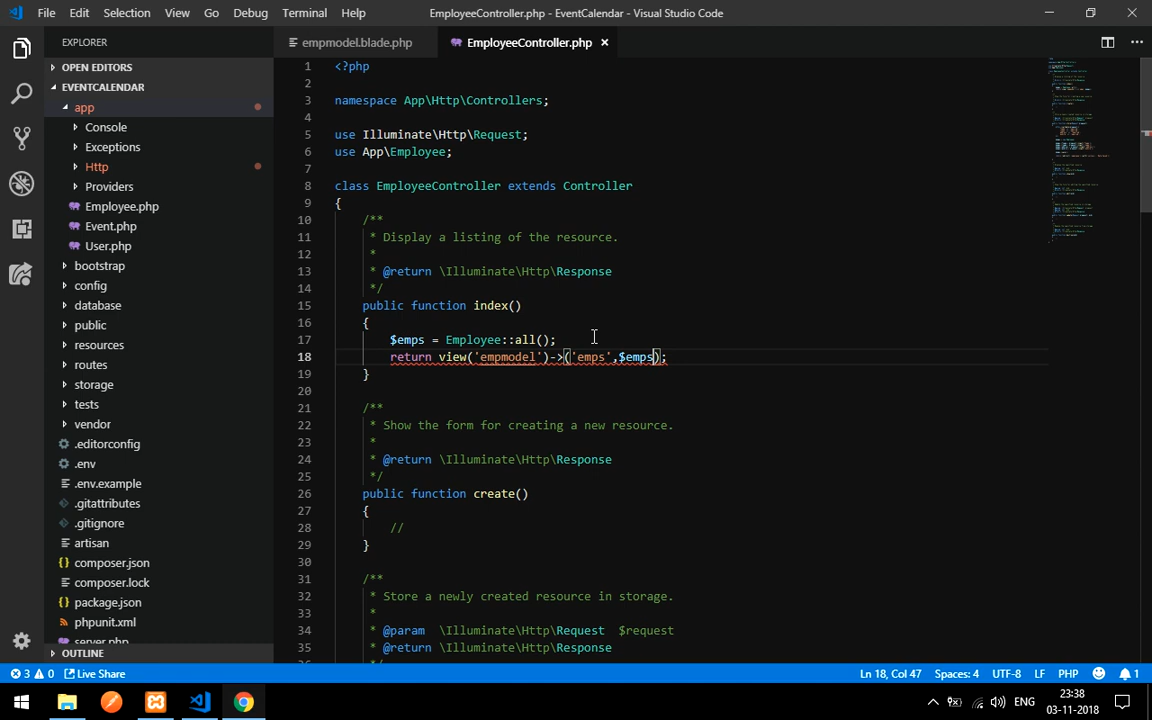 File Edit Selection View Go Debug Terminal Help EmployeeController.php - EventCalendar - Visual Studio Code
EXPLORER
OPEN EDITORS
EVENTCALENDAR
app
Console
Exceptions
Http
Providers
Employee.php
Event.php
User.php
bootstrap
config
database
public
resources
routes
storage
tests
vendor
.editorconfig
.env
.env.example
.gitattributes
.gitignore
artisan
composer.json
composer.lock
package.json
phpunit.xml
server.php
OUTLINE
empmodel.blade.php EmployeeController.php
1 <?php
2
3 namespace App\Http\Controllers;
4
5 use Illuminate\Http\Request;
6 use App\Employee;
7
8 class EmployeeController extends Controller
9 {
10 /**
11 * Display a listing of the resource.
12 *
13 * @return \Illuminate\Http\Response
14 */
15 public function index()
16 {
17 $emps = Employee::all();
18 return view('empmodel')->('emps',$emps);
19 }
20
21 /**
22 * Show the form for creating a new resource.
23 *
24 * @return \Illuminate\Http\Response
25 */
26 public function create()
27 {
28 //
29 }
30
31 /**
32 * Store a newly created resource in storage.
33 *
34 * @param \Illuminate\Http\Request $request
35 * @return \Illuminate\Http\Response
36 */
3 0 Live Share Ln 18, Col 47 Spaces: 4 UTF-8 LF PHP 1
ENG 23:38
03-11-2018